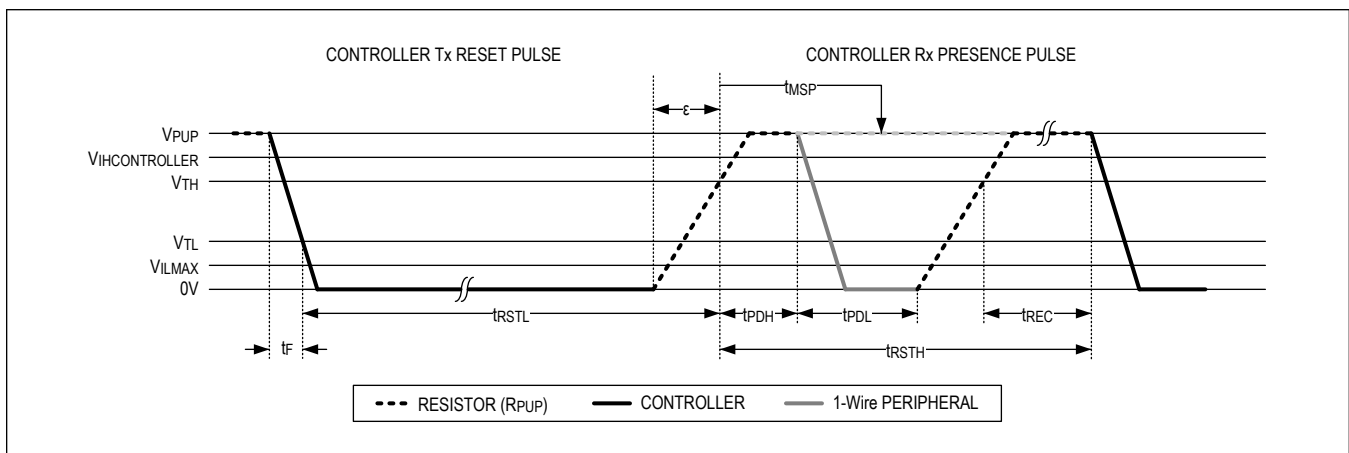 CONTROLLER Tx RESET PULSE
CONTROLLER Rx PRESENCE PULSE
tMSP
ε
VPUP
VIHCONTROLLER
VTH
VTL
VILMAX
0V
tRSTL
tPDH
tPDL
tREC
tF
tRSTH
RESISTOR (RPUP)
CONTROLLER
1-Wire PERIPHERAL